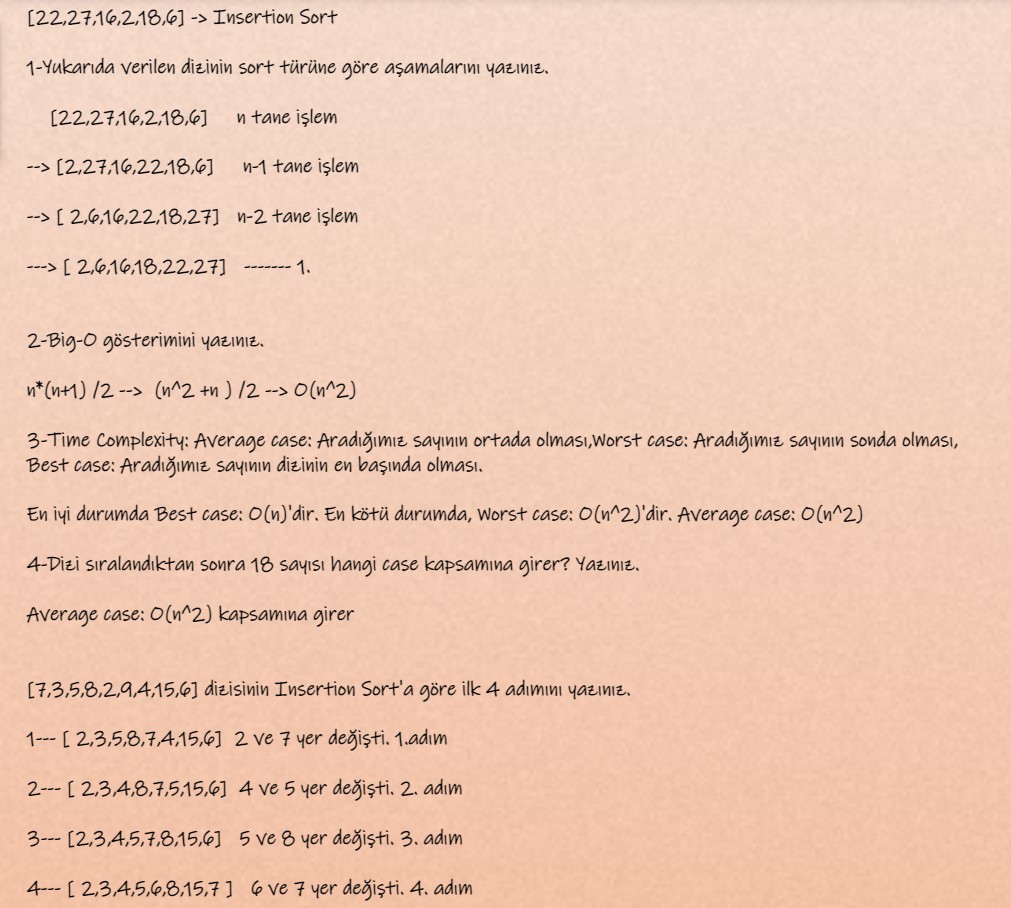 [22,27,16,2,18,6] -> Insertion Sort
1-Yukarıda verilen dizinin sort türüne göre aşamalarını yazınız.
[22,27,16,2,18,6] n tane işlem
--> [2,27,16,22,18,6] n-1 tane işlem
--> [ 2,6,16,22,18,27] n-2 tane işlem
---> [ 2,6,16,18,22,27] ------- 1.
2-Big-O gösterimini yazınız.
n*(n+1) /2 --> (n^2 +n ) /2 --> O(n^2)
3-Time Complexity: Average case: Aradığımız sayının ortada olması,Worst case: Aradığımız sayının sonda olması,
Best case: Aradığımız sayının dizinin en başında olması.
En iyi durumda Best case: O(n)'dir. En kötü durumda, Worst case: O(n^2)'dir. Average case: O(n^2)
4-Dizi sıralandıktan sonra 18 sayısı hangi case kapsamına girer? Yazınız.
Average case: O(n^2) kapsamına girer
[7,3,5,8,2,9,4,15,6] dizisinin Insertion Sort'a göre ilk 4 adımını yazınız.
1--- [ 2,3,5,8,7,4,15,6] 2 ve 7 yer değişti. 1.adım
2--- [ 2,3,4,8,7,5,15,6] 4 ve 5 yer değişti. 2. adım
3--- [2,3,4,5,7,8,15,6] 5 ve 8 yer değişti. 3. adım
4--- [ 2,3,4,5,6,8,15,7 ] 6 ve 7 yer değişti. 4. adım